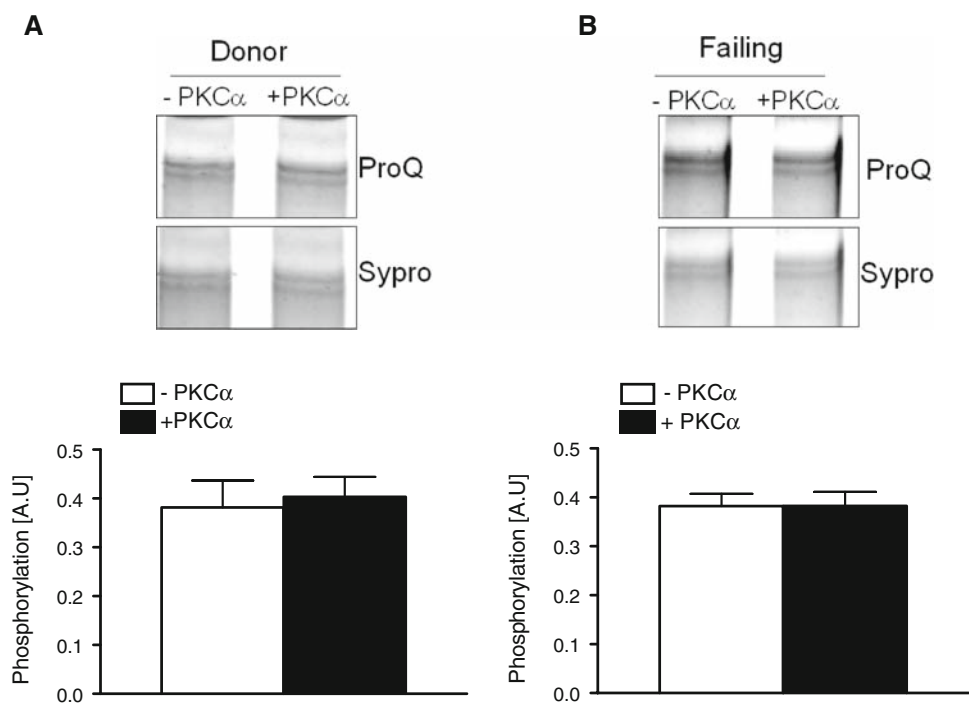 A
Donor
- PKCα +PKCα
ProQ
Sypro
- PKCα
+PKCα
0.5
0.4
0.3
0.2
0.1
0.0
Phosphorylation [A.U]
B
Failing
- PKCα +PKCα
ProQ
Sypro
- PKCα
+ PKCα
0.5
0.4
0.3
0.2
0.1
0.0
Phosphorylation [A.U]